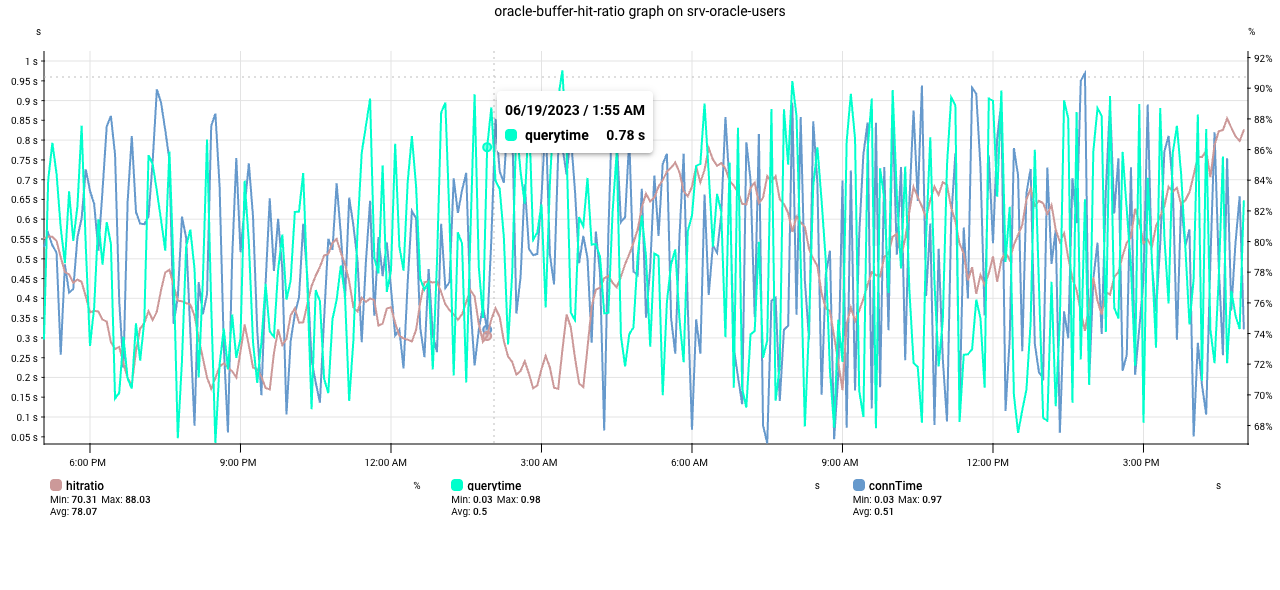 oracle-buffer-hit-ratio graph on srv-oracle-users
s
%
1 s
0.95 s
0.9 s
0.85 s
0.8 s
0.75 s
0.7 s
0.65 s
0.6 s
0.55 s
0.5 s
0.45 s
0.4 s
0.35 s
0.3 s
0.25 s
0.2 s
0.15 s
0.1 s
0.05 s
06/19/2023 / 1:55 AM
querytime 0.78 s
92%
90%
88%
86%
84%
82%
80%
78%
76%
74%
72%
70%
68%
6:00 PM 9:00 PM 12:00 AM 3:00 AM 6:00 AM 9:00 AM 12:00 PM 3:00 PM
hitratio %
Min: 70.31 Max: 88.03
Avg: 78.07
querytime s
Min: 0.03 Max: 0.98
Avg: 0.5
connTime s
Min: 0.03 Max: 0.97
Avg: 0.51